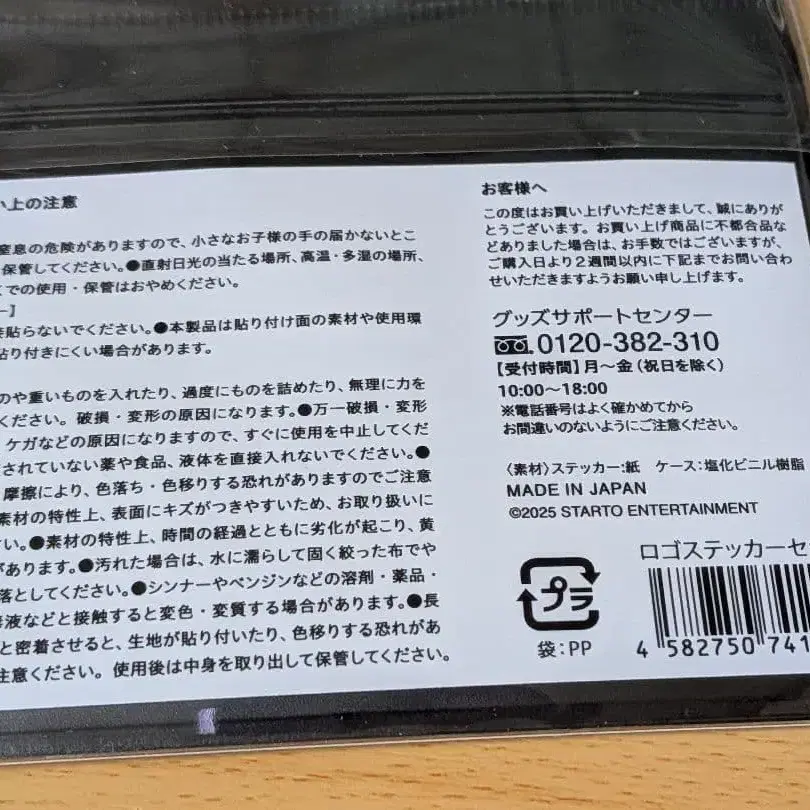 い上の注意
窒息の危険がありますので、小さなお子様の手の届かないとこ
保管してください。●直射日光の当たる場所、高温・多湿の場所、
での使用・保管はおやめください。
ー】
貼らないでください。●本製品は貼り付け面の素材や使用環
貼り付きにくい場合があります。
のや重いものを入れたり、過度にものを詰めたり、無理に力を
ください。破損・変形の原因になります。●万一破損・変形
ケガなどの原因になりますので、すぐに使用を中止してくだ
されていない薬や食品、液体を直接入れないでください。●
摩擦により、色落ち・色移りする恐れがありますのでご注意
素材の特性上、表面にキズがつきやすいため、お取り扱いに
い。●素材の特性上、時間の経過とともに劣化が起こり、黄
があります。●汚れた場合は、水に濡らして固く絞った布でや
落としてください。●シンナーやベンジンなどの溶剤・薬品・
液などと接触すると変色・変質する場合があります。●長
と密着させると、生地が貼り付いたり、色移りする恐れがあ
注意ください。使用後は中身を取り出して保管してください。
お客様へ
この度はお買い上げいただきまして、誠にありが
とうございます。お買い上げ商品に不都合品な
どありました場合は、お手数ではございますが、
ご購入日より2週間以内に下記までお問い合わ
せいただきますようお願い申し上げます。
グッズサポートセンター
0120-382-310
【受付時間】月〜金（祝日を除く）
10:00〜18:00
※電話番号はよく確かめてから
お間違いのないようにご注意ください。
〈素材〉ステッカー:紙 ケース:塩化ビニル樹脂
MADE IN JAPAN
©2025 STARTO ENTERTAINMENT
ロゴステッカーセ
プラ
袋:PP
4 582750 741